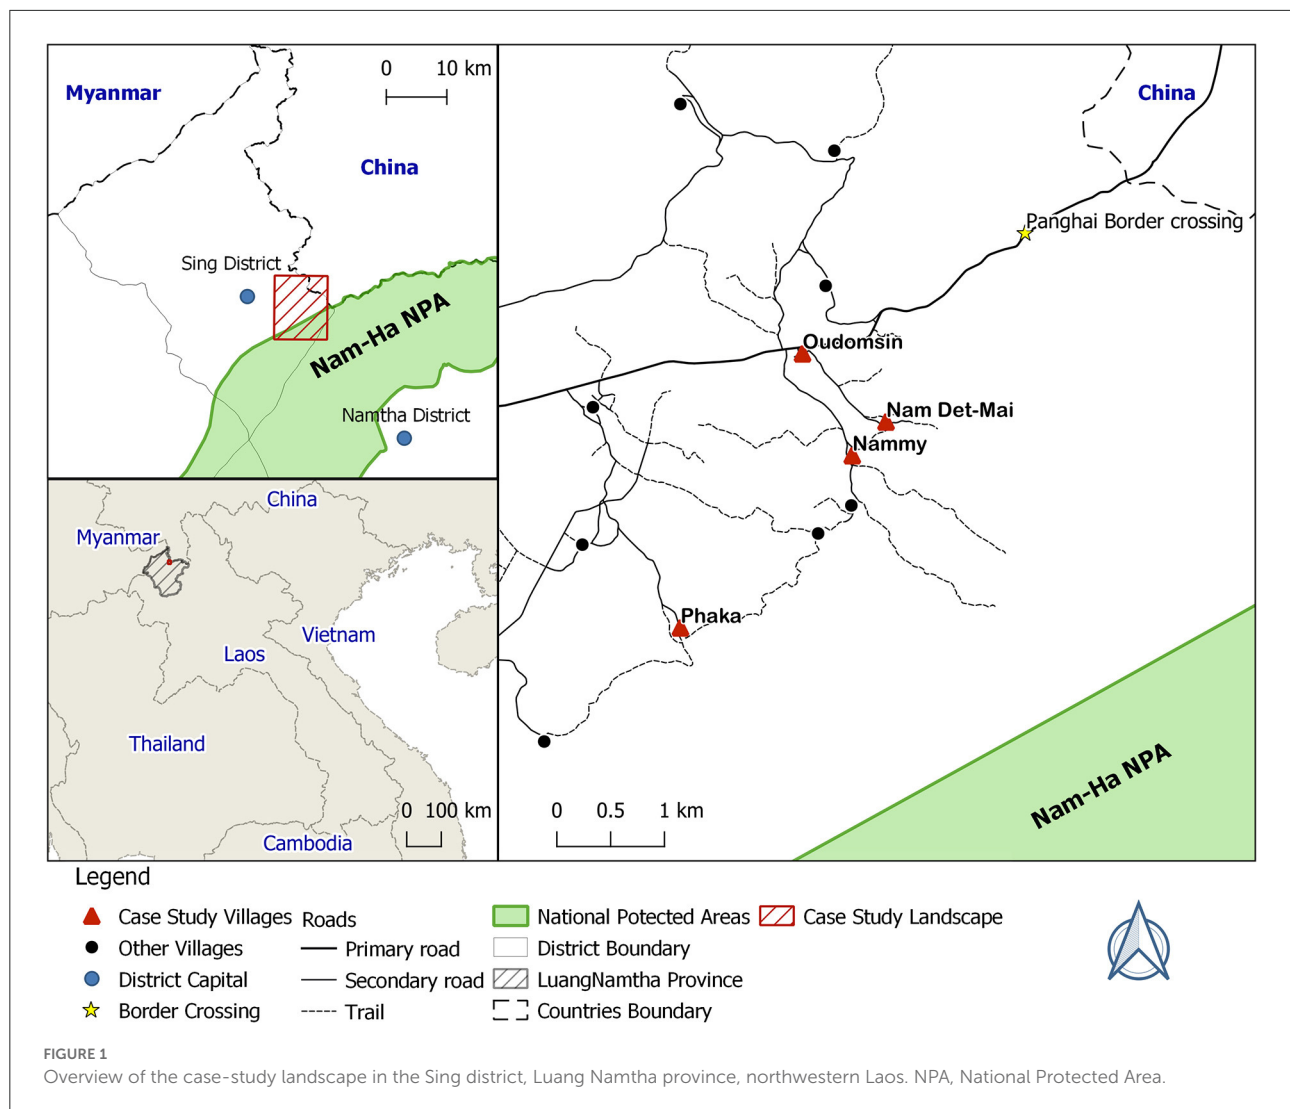 Myanmar
0 10 km
China
Sing District
Nam-Ha NPA
Namtha District
China
Myanmar
Vietnam
Laos
Thailand
0 100 km
Cambodia
China
Panghai Border crossing
Oudomsin
Nam Det-Mai
Nammy
Phaka
Nam-Ha NPA
0 0.5 1 km
Legend
Case Study Villages
Other Villages
District Capital
Border Crossing
Roads
Primary road
Secondary road
Trail
National Potected Areas
District Boundary
LuangNamtha Province
Countries Boundary
Case Study Landscape
FIGURE 1
Overview of the case-study landscape in the Sing district, Luang Namtha province, northwestern Laos. NPA, National Protected Area.